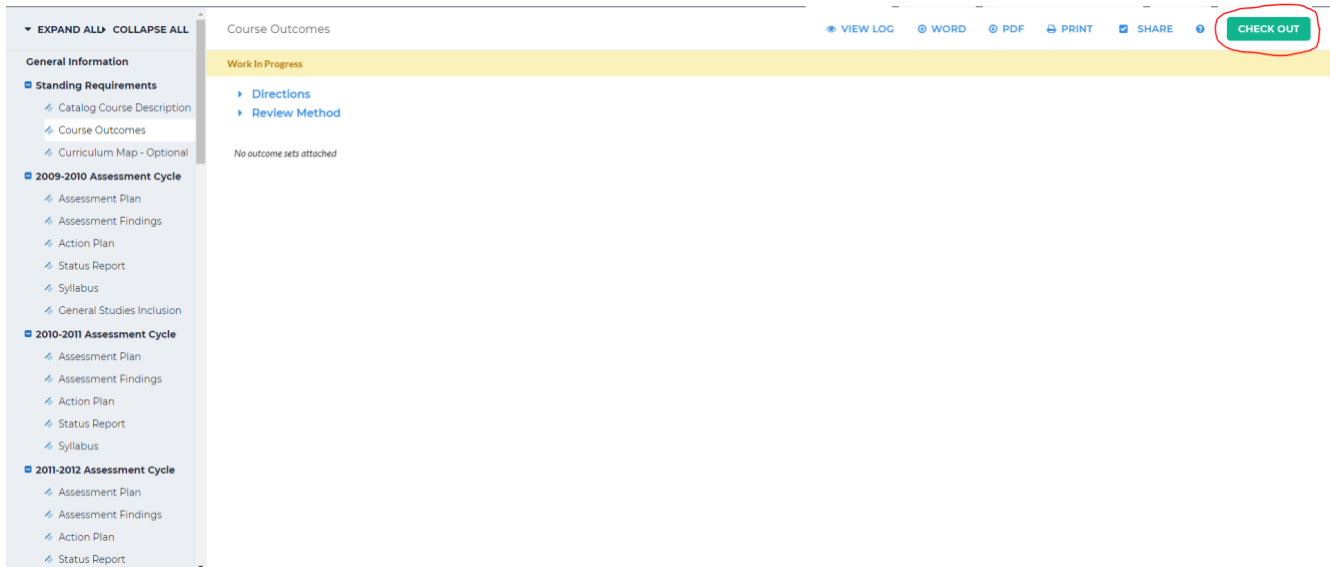 EXPAND ALL COLLAPSE ALL
General Information
Standing Requirements
Catalog Course Description
Course Outcomes
Curriculum Map - Optional
2009-2010 Assessment Cycle
Assessment Plan
Assessment Findings
Action Plan
Status Report
Syllabus
General Studies Inclusion
2010-2011 Assessment Cycle
Assessment Plan
Assessment Findings
Action Plan
Status Report
Syllabus
2011-2012 Assessment Cycle
Assessment Plan
Assessment Findings
Action Plan
Status Report
Course Outcomes
VIEW LOG WORD PDF PRINT SHARE ? CHECK OUT
Work In Progress
Directions
Review Method
No outcome sets attached